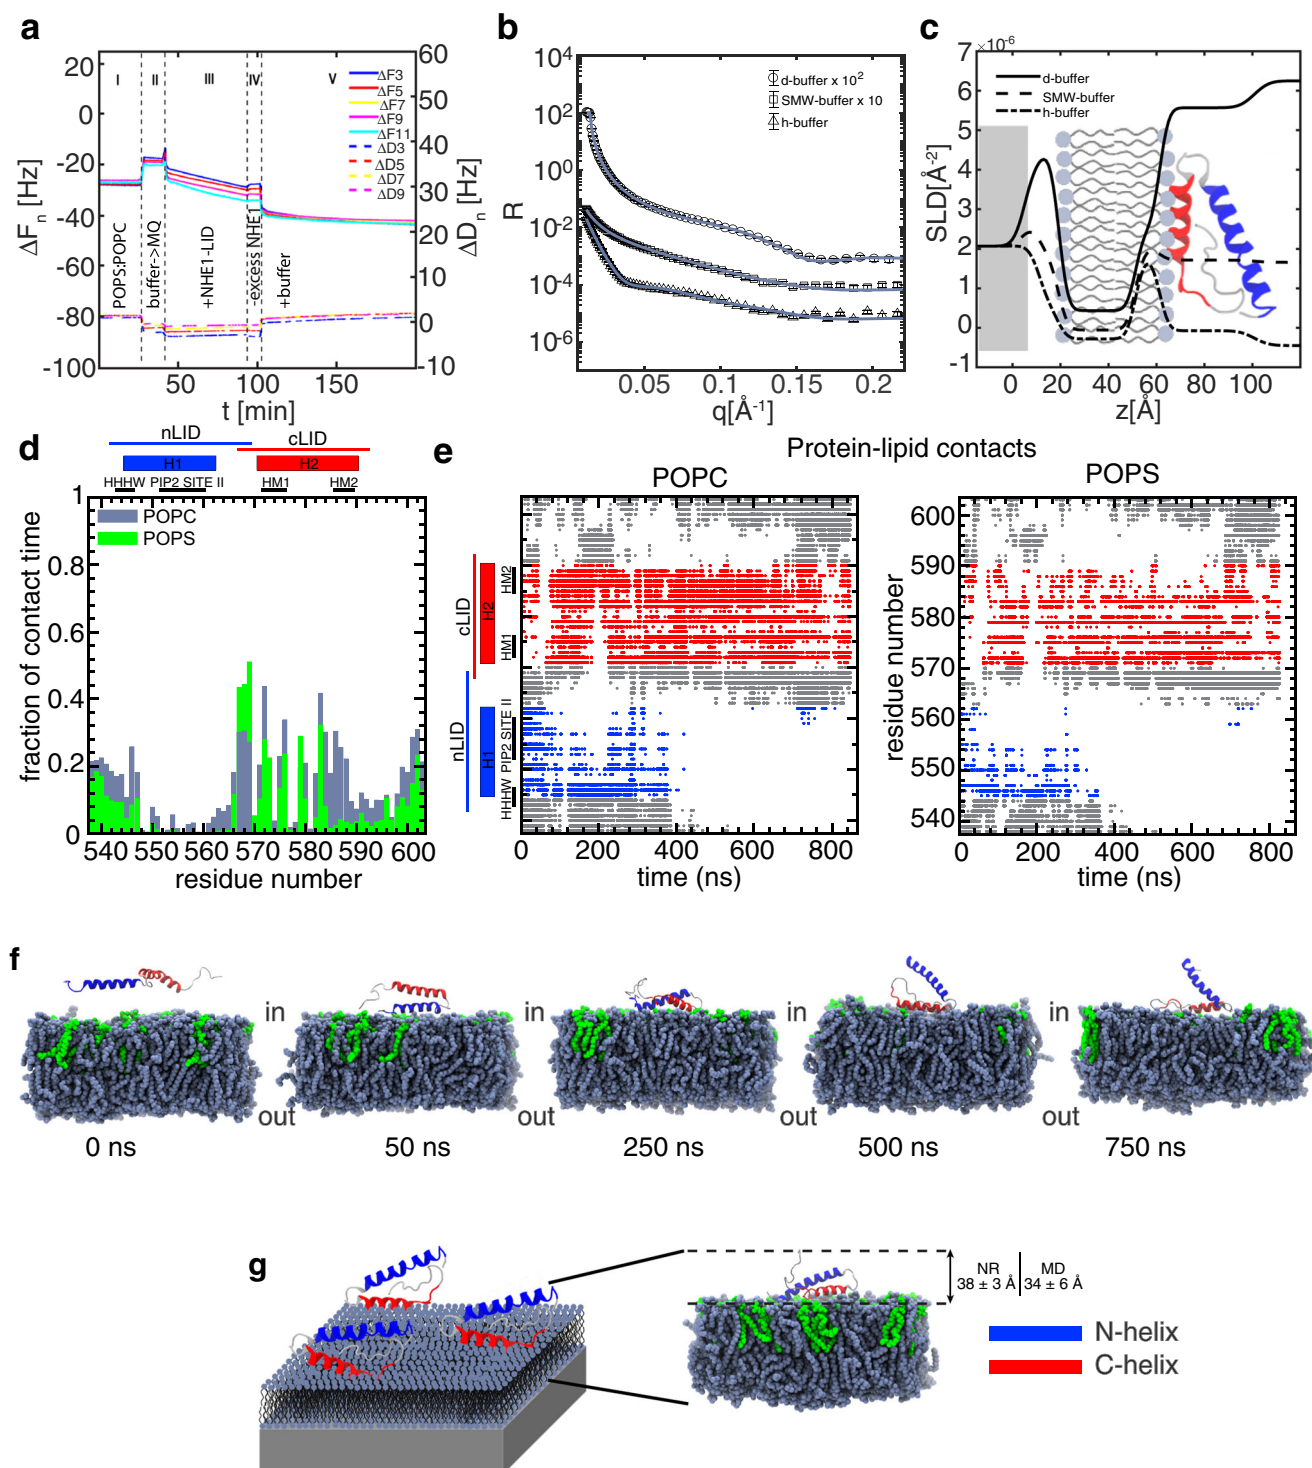 a
I II III IV V
ΔF3
ΔF5
ΔF7
ΔF9
ΔF11
ΔD3
ΔD5
ΔD7
ΔD9
20
0
-20
-40
-60
-80
-100
ΔFn [Hz]
60
50
40
30
20
10
0
-10
ΔDn [Hz]
POPS:POPC
buffer->MQ
+NHE1-LID
-excess NHE1
+buffer
50 100 150
t [min]
b
10^4
10^2
10^0
10^-2
10^-4
10^-6
R
d-buffer x 10^2
SMW-buffer x 10
h-buffer
0.05 0.1 0.15 0.2
q[Å^-1]
c
×10^-6
7
6
5
4
3
2
1
0
-1
SLD[Å^-2]
d-buffer
SMW-buffer
h-buffer
0 20 40 60 80 100
z[Å]
d
nLID
cLID
H1 H2
HHHW PIP2 SITE II HM1 HM2
POPC
POPS
1
0.8
0.6
0.4
0.2
0
fraction of contact time
540 550 560 570 580 590 600
residue number
e
Protein-lipid contacts
POPC
POPS
cLID
nLID
H2
H1
HM2
HM1
PIP2 SITE II
HHHW
0 200 400 600 800
time (ns)
600
590
580
570
560
550
540
residue number
0 200 400 600 800
time (ns)
f
in in in in
out out out out
0 ns 50 ns 250 ns 500 ns 750 ns
g
NR MD
38 ± 3 Å 34 ± 6 Å
N-helix
C-helix